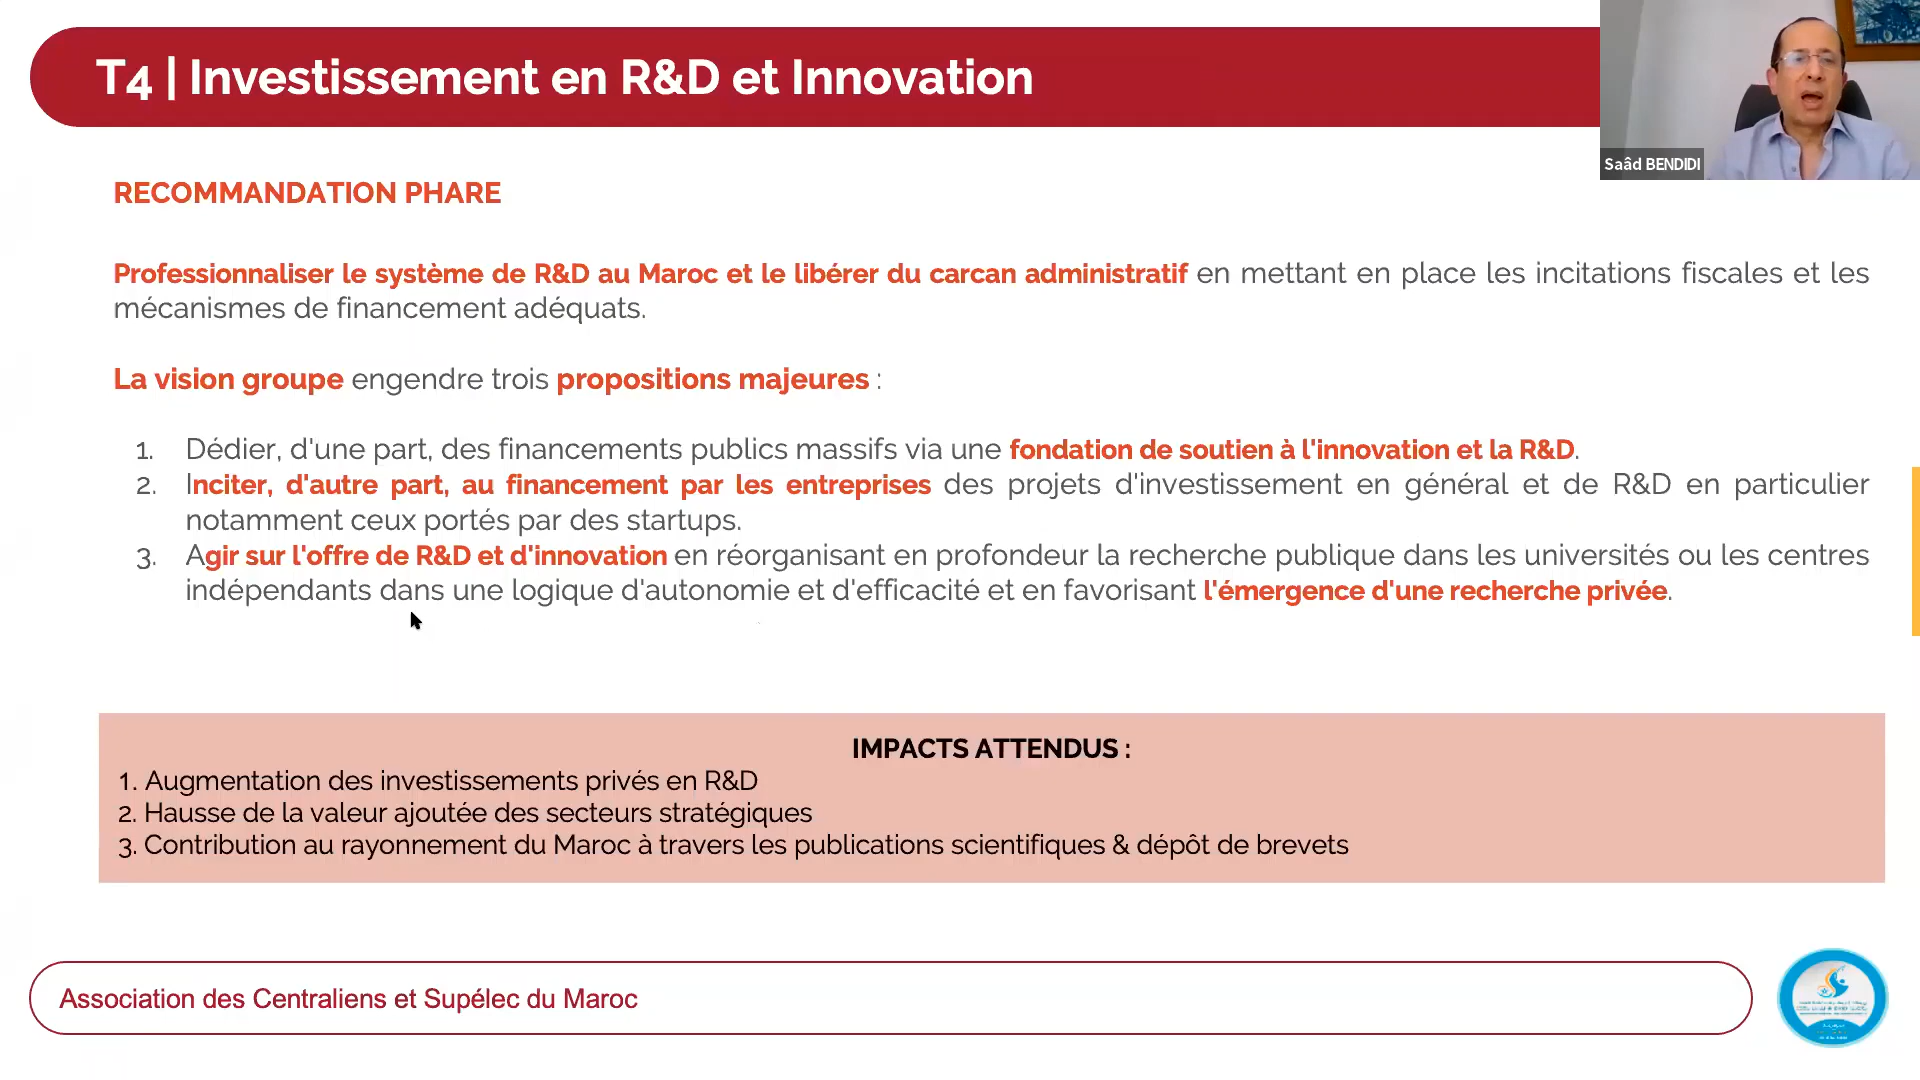 T4 | Investissement en R&D et Innovation
Saâd BENDIDI
RECOMMANDATION PHARE
Professionnaliser le système de R&D au Maroc et le libérer du carcan administratif en mettant en place les incitations fiscales et les
mécanismes de financement adéquats.
La vision groupe engendre trois propositions majeures :
1. Dédier, d'une part, des financements publics massifs via une fondation de soutien à l'innovation et la R&D.
2. Inciter, d'autre part, au financement par les entreprises des projets d'investissement en général et de R&D en particulier
notamment ceux portés par des startups.
3. Agir sur l'offre de R&D et d'innovation en réorganisant en profondeur la recherche publique dans les universités ou les centres
indépendants dans une logique d'autonomie et d'efficacité et en favorisant l'émergence d'une recherche privée.
IMPACTS ATTENDUS :
1. Augmentation des investissements privés en R&D
2. Hausse de la valeur ajoutée des secteurs stratégiques
3. Contribution au rayonnement du Maroc à travers les publications scientifiques & dépôt de brevets
Association des Centraliens et Supélec du Maroc